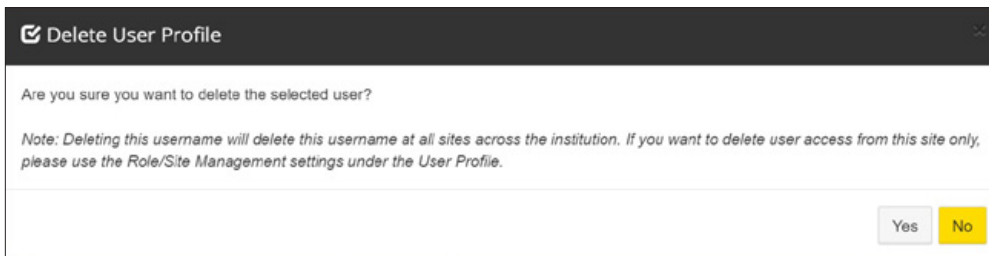 Delete User Profile
Are you sure you want to delete the selected user?
Note: Deleting this username will delete this username at all sites across the institution. If you want to delete user access from this site only,
please use the Role/Site Management settings under the User Profile.
Yes No